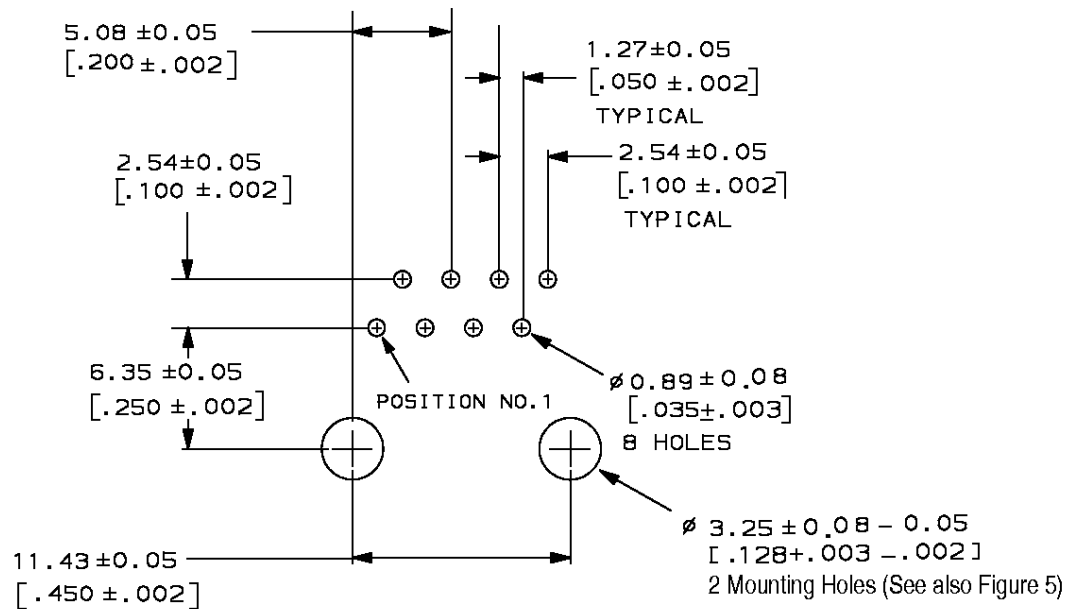 5.08 ±0.05
[.200 ±.002]
1.27±0.05
[.050 ±.002]
TYPICAL
2.54±0.05
[.100 ±.002]
2.54±0.05
[.100 ±.002]
TYPICAL
6.35 ±0.05
[.250 ±.002]
POSITION NO.1
ø 0.89 ± 0.08
[.035±.003]
8 HOLES
11.43 ±0.05
[.450 ±.002]
ø 3.25 ± 0.08 - 0.05
[.128+.003 -.002]
2 Mounting Holes (See also Figure 5)